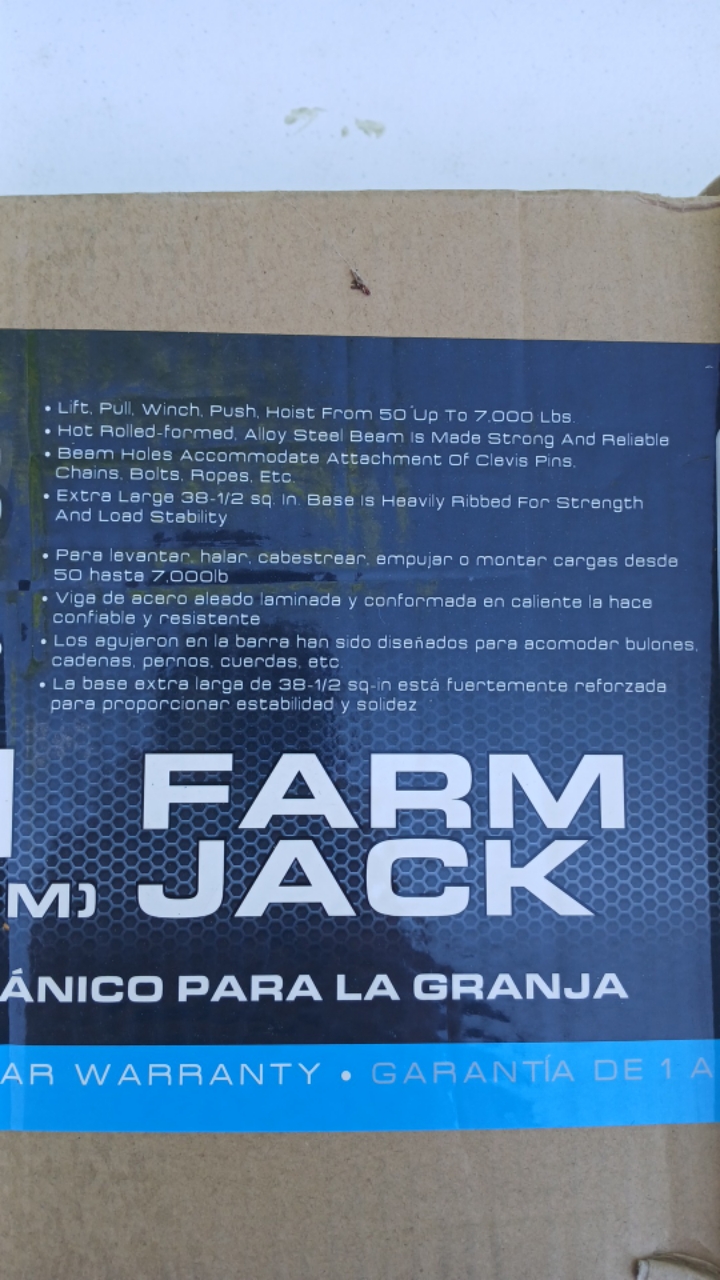 • Lift, Pull, Winch, Push, Hoist From 50 Up To 7,000 Lbs.
• Hot Rolled-formed, Alloy Steel Beam Is Made Strong And Reliable
• Beam Holes Accommodate Attachment Of Clevis Pins,
Chains, Bolts, Ropes, Etc.
• Extra Large 38-1/2 sq. In. Base Is Heavily Ribbed For Strength
And Load Stability
• Para levantar, halar, cabestrear, empujar o montar cargas desde
50 hasta 7,000lb
• Viga de acero aleado laminada y conformada en caliente la hace
confiable y resistente
• Los agujeron en la barra han sido diseñados para acomodar bulones,
cadenas, pernos, cuerdas, etc.
• La base extra larga de 38-1/2 sq-in está fuertemente reforzada
para proporcionar estabilidad y solidez
FARM
M) JACK
ÁNICO PARA LA GRANJA
AR WARRANTY • GARANTÍA DE 1 A